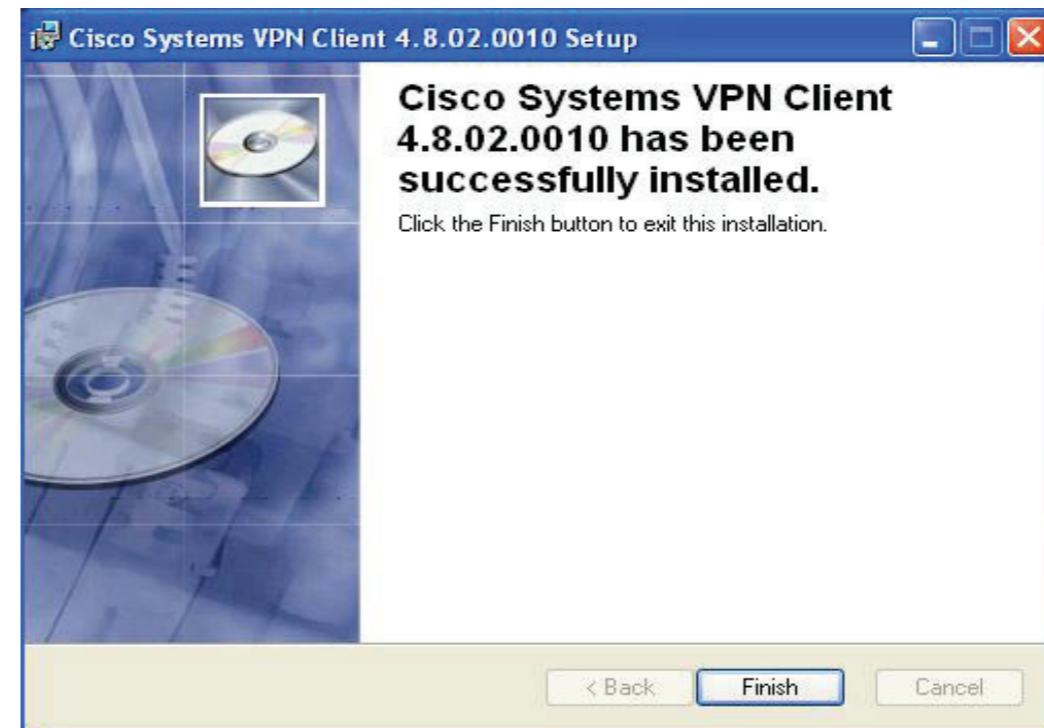 Cisco Systems VPN Client 4.8.02.0010 Setup
Cisco Systems VPN Client
4.8.02.0010 has been
successfully installed.
Click the Finish button to exit this installation.
< Back
Finish
Cancel